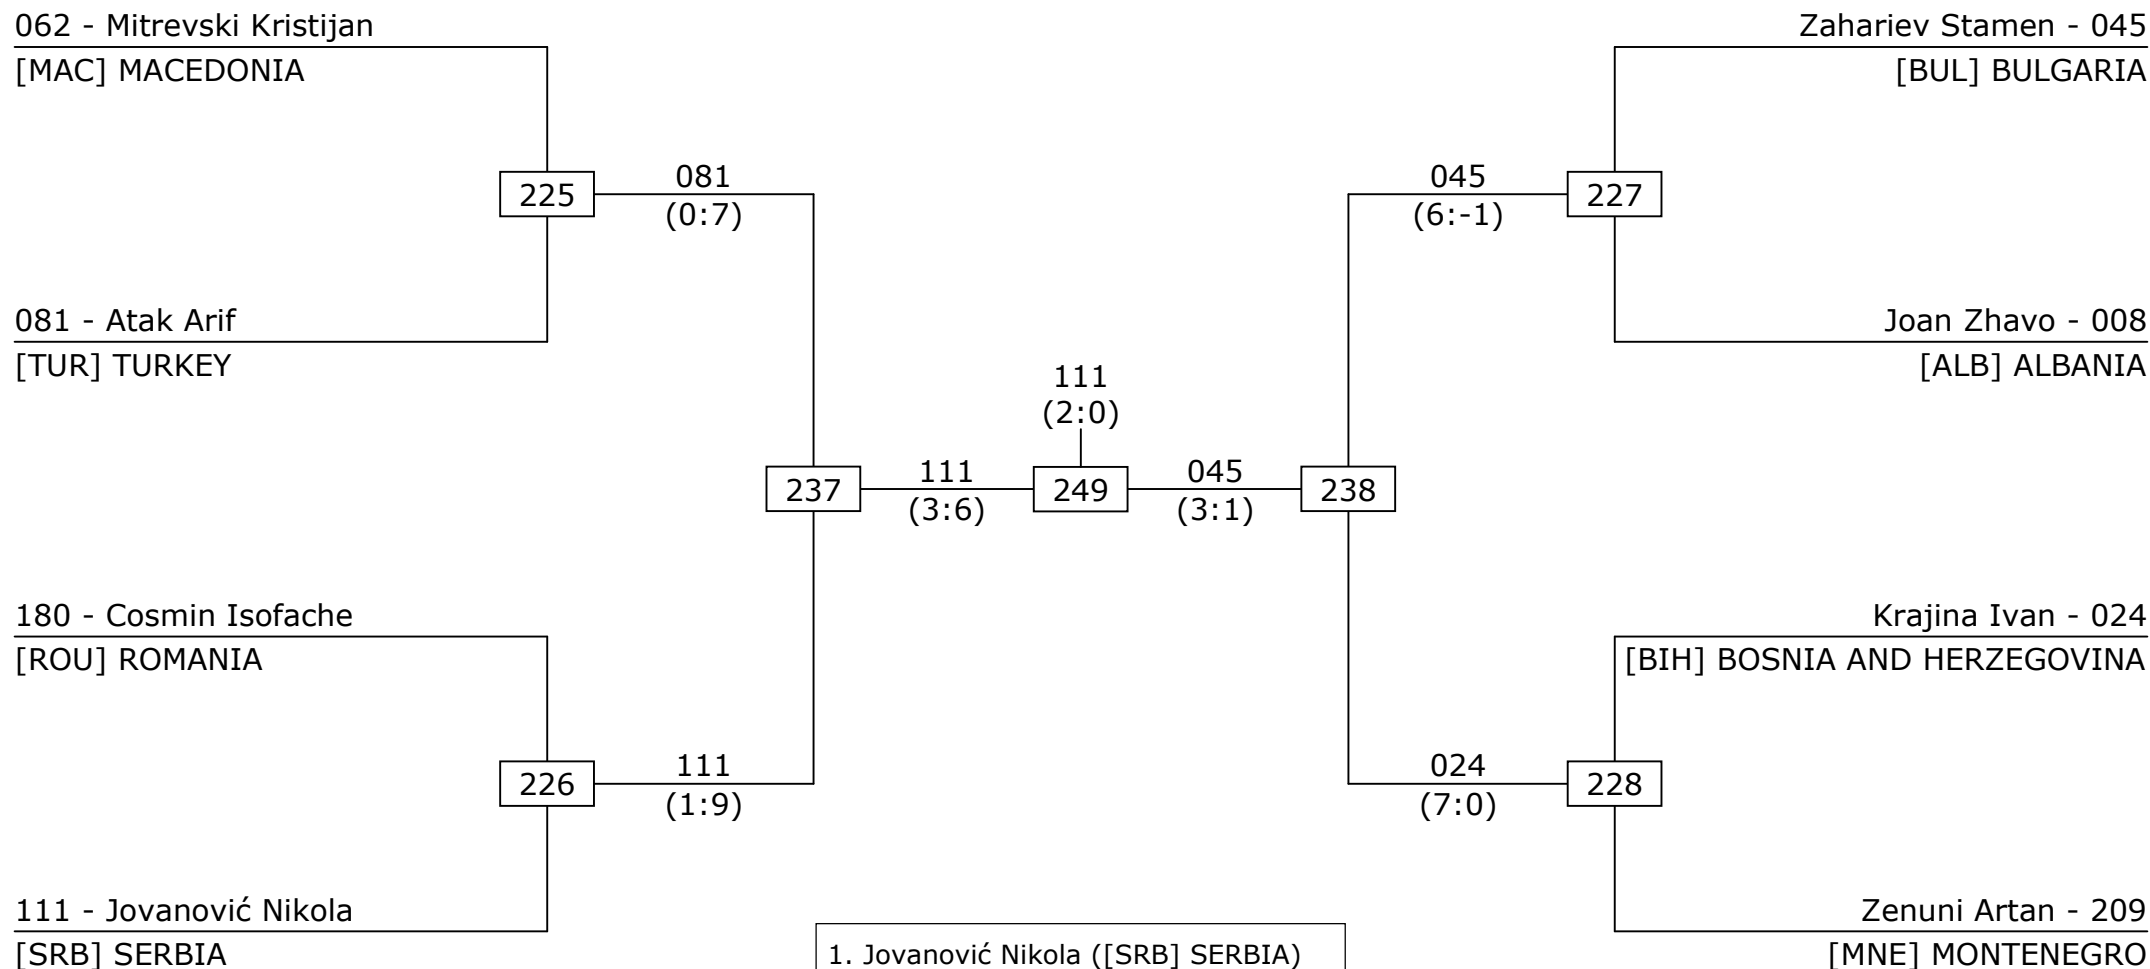 062 - Mitrevski Kristijan
[MAC] MACEDONIA
Zahariev Stamen - 045
[BUL] BULGARIA
225
081
(0:7)
045
(6:-1)
227
081 - Atak Arif
[TUR] TURKEY
Joan Zhavo - 008
[ALB] ALBANIA
111
(2:0)
237
111
(3:6)
249
045
(3:1)
238
180 - Cosmin Isofache
[ROU] ROMANIA
Krajina Ivan - 024
[BIH] BOSNIA AND HERZEGOVINA
226
111
(1:9)
024
(7:0)
228
111 - Jovanović Nikola
[SRB] SERBIA
Zenuni Artan - 209
[MNE] MONTENEGRO
1. Jovanović Nikola ([SRB] SERBIA)